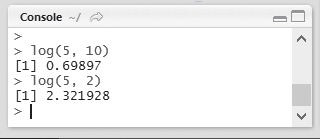 Console ~/
>
> log(5, 10)
[1] 0.69897
> log(5, 2)
[1] 2.321928
>